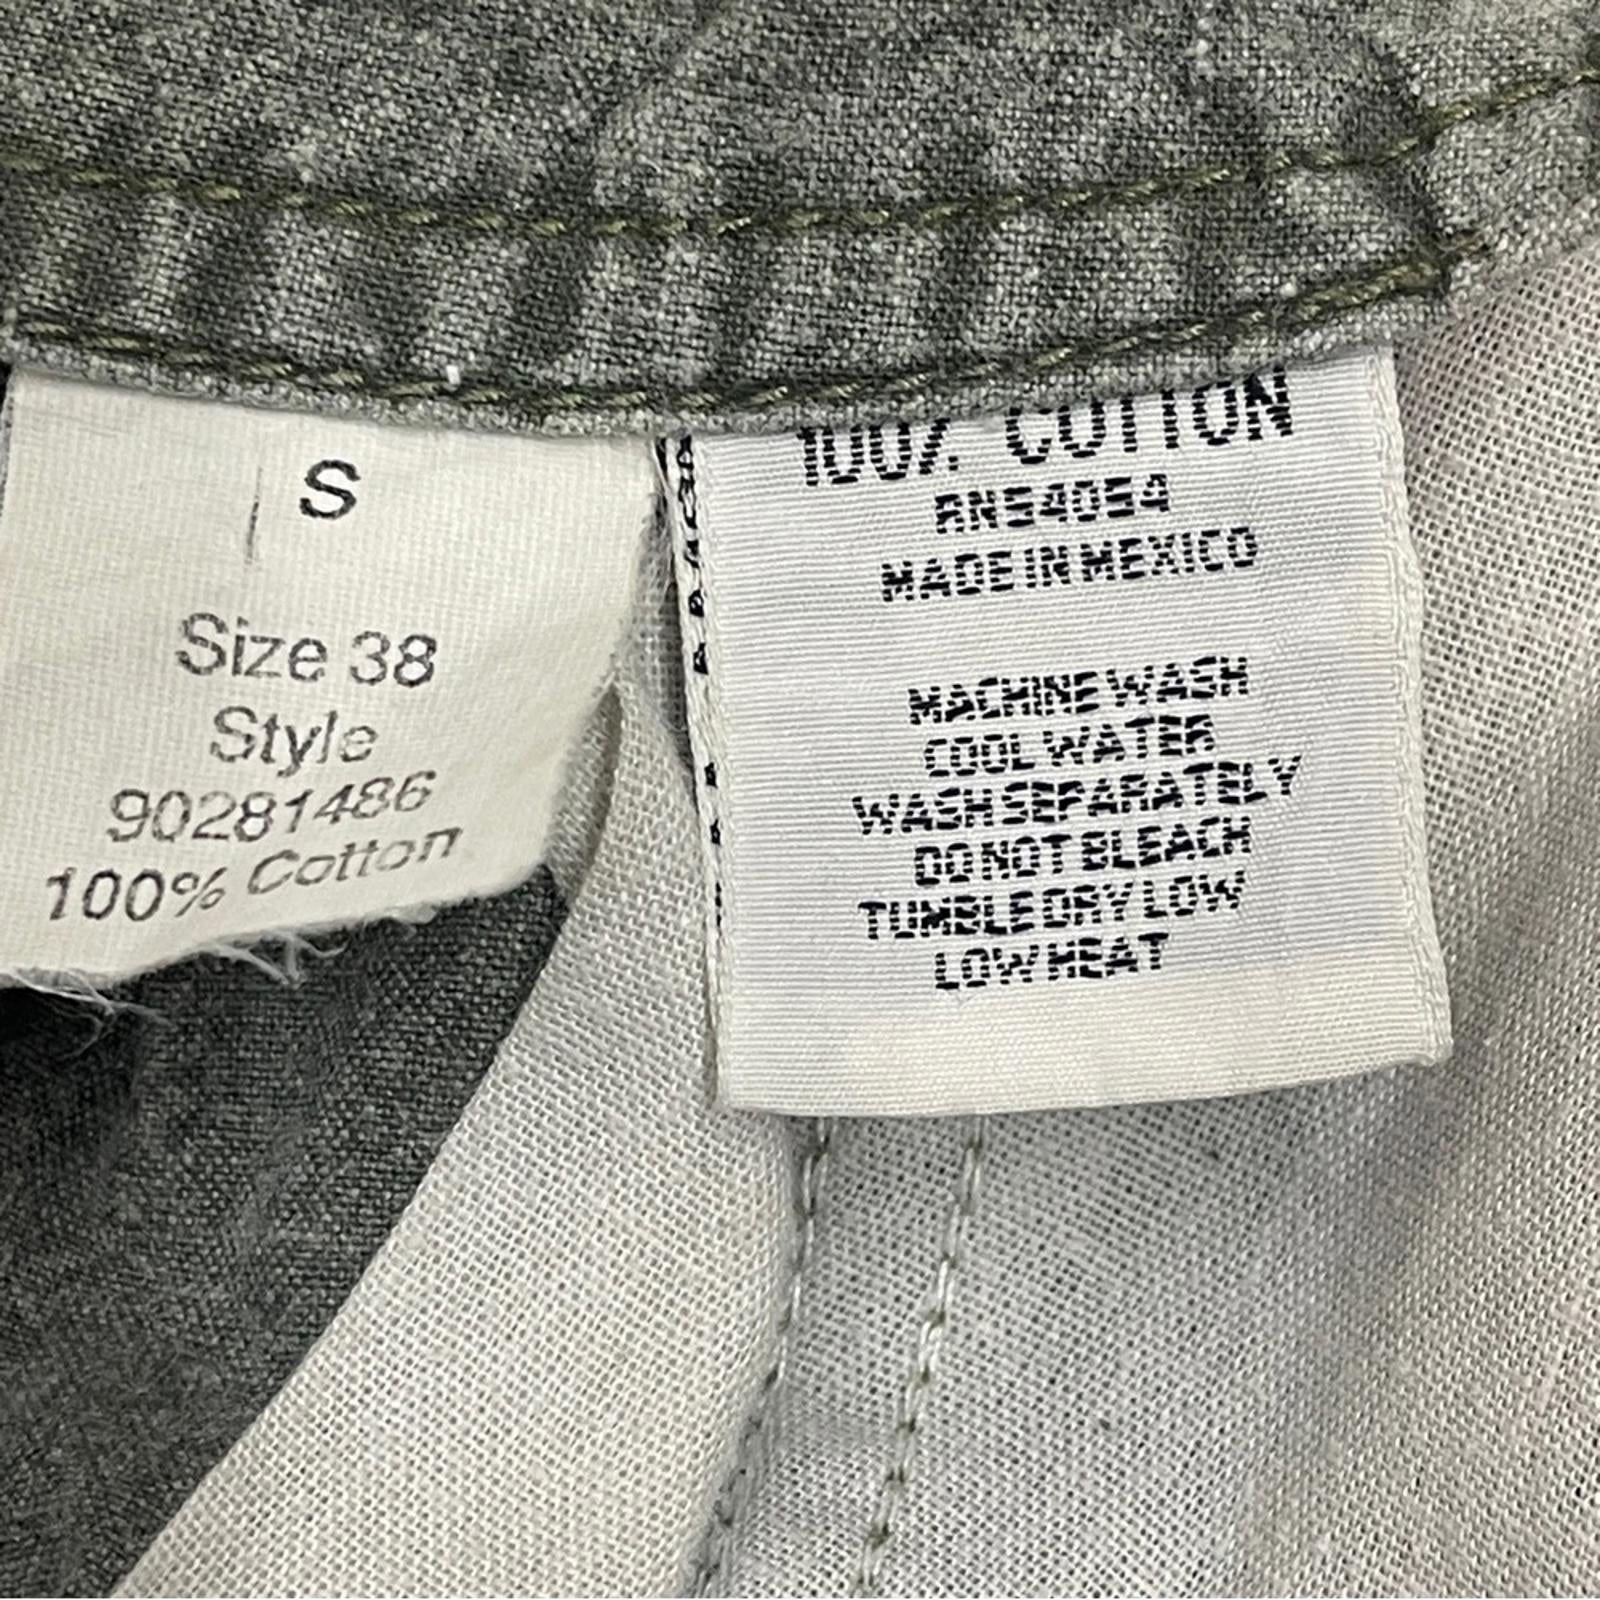 S
Size 38
Style
90281486
100% Cotton
100% COTTON
RN54054
MADE IN MEXICO
MACHINE WASH
COOL WATER
WASH SEPARATELY
DO NOT BLEACH
TUMBLE DRY LOW
LOW HEAT